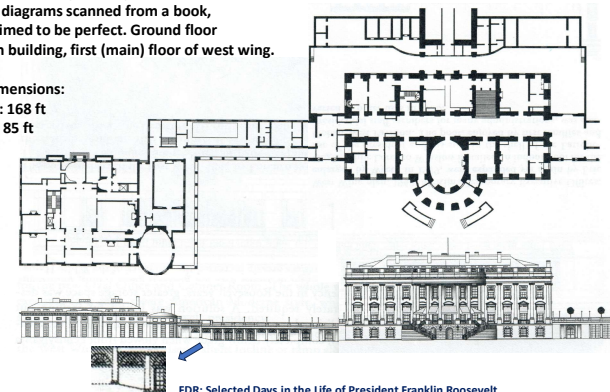 diagrams scanned from a book,
imed to be perfect. Ground floor
n building, first (main) floor of west wing.
mensions:
: 168 ft
85 ft
FDR: Selected Days in the Life of President Franklin Roosevelt